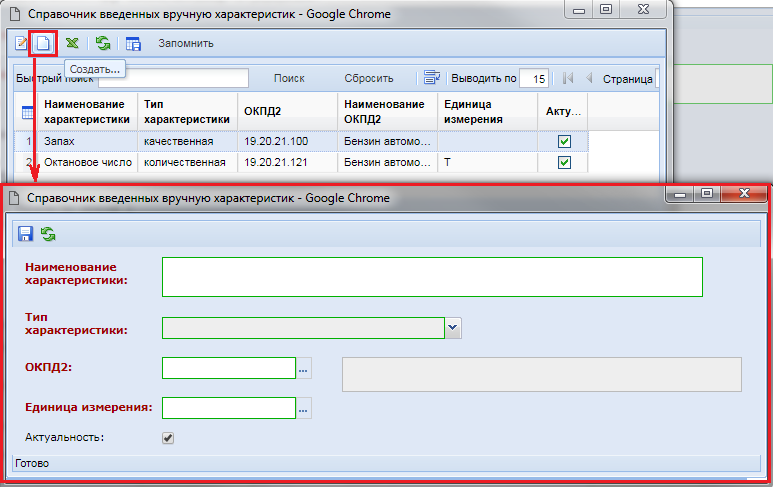 Справочник введенных вручную характеристик - Google Chrome
Запомнить
Создать...
Быстрый поиск Поиск Сбросить Выводить по 15 Страница
Наименование характеристики Тип характеристики ОКПД2 Наименование ОКПД2 Единица измерения Акту...
1 Запах качественная 19.20.21.100 Бензин автомо...
2 Октановое число количественная 19.20.21.121 Бензин автомо... Т
Справочник введенных вручную характеристик - Google Chrome
Наименование
характеристики:
Тип
характеристики:
ОКПД2: ...
Единица измерения: ...
Актуальность:
Готово